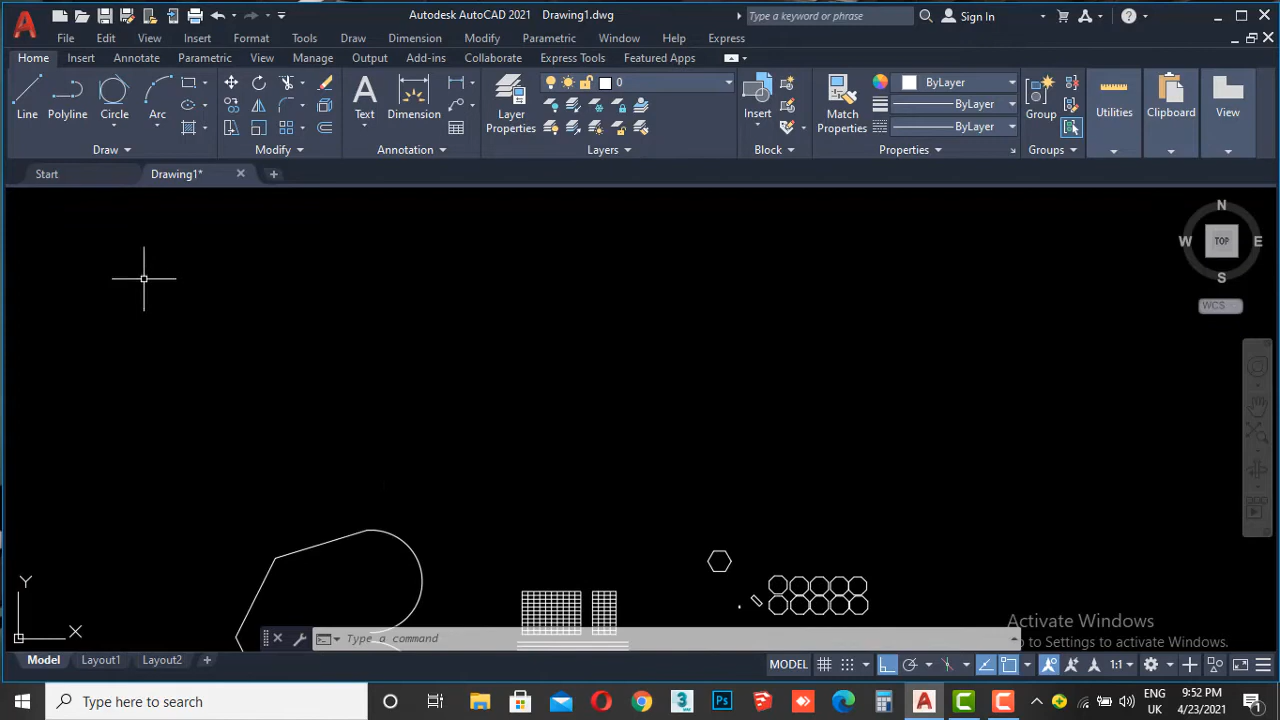 Autodesk AutoCAD 2021 Drawing1.dwg
Type a keyword or phrase
Sign In
File Edit View Insert Format Tools Draw Dimension Modify Parametric Window Help Express
Home Insert Annotate Parametric View Manage Output Add-ins Collaborate Express Tools Featured Apps
Line Polyline Circle Arc
Text Dimension
Layer Properties
0
Insert
Match Properties
ByLayer
ByLayer
ByLayer
Group
Utilities
Clipboard
View
Draw
Modify
Annotation
Layers
Block
Properties
Groups
Start
Drawing1*
N
W
TOP
E
S
WCS
Y
X
Type a command
Activate Windows
o to Settings to activate Windows.
Model Layout1 Layout2
MODEL
1:1
Type here to search
ENG
UK
9:52 PM
4/23/2021